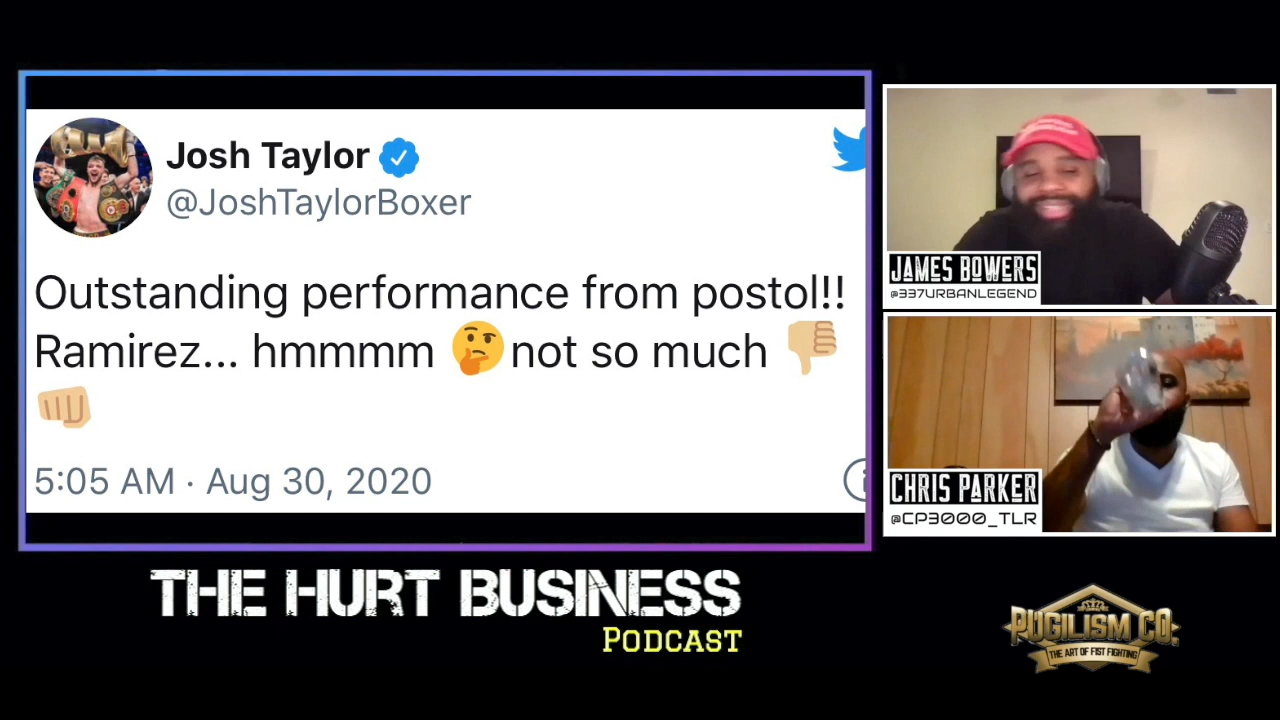 Josh Taylor
@JoshTaylorBoxer
Outstanding performance from postol!!
Ramirez... hmmmm 🤔 not so much 👎🏼
👊🏼
5:05 AM · Aug 30, 2020
JAMES BOWERS
@337URBANLEGEND
CHRIS PARKER
@CP3000_TLR
THE HURT BUSINESS
PODCAST
PUGILISM CO.
THE ART OF FIST FIGHTING